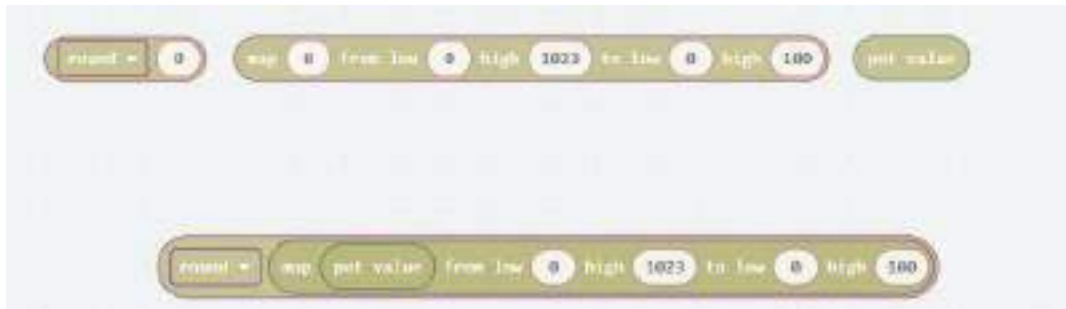 round 0 map 0 from low 0 high 1023 to low 0 high 100 pot value
round map pot value from low 0 high 1023 to low 0 high 100